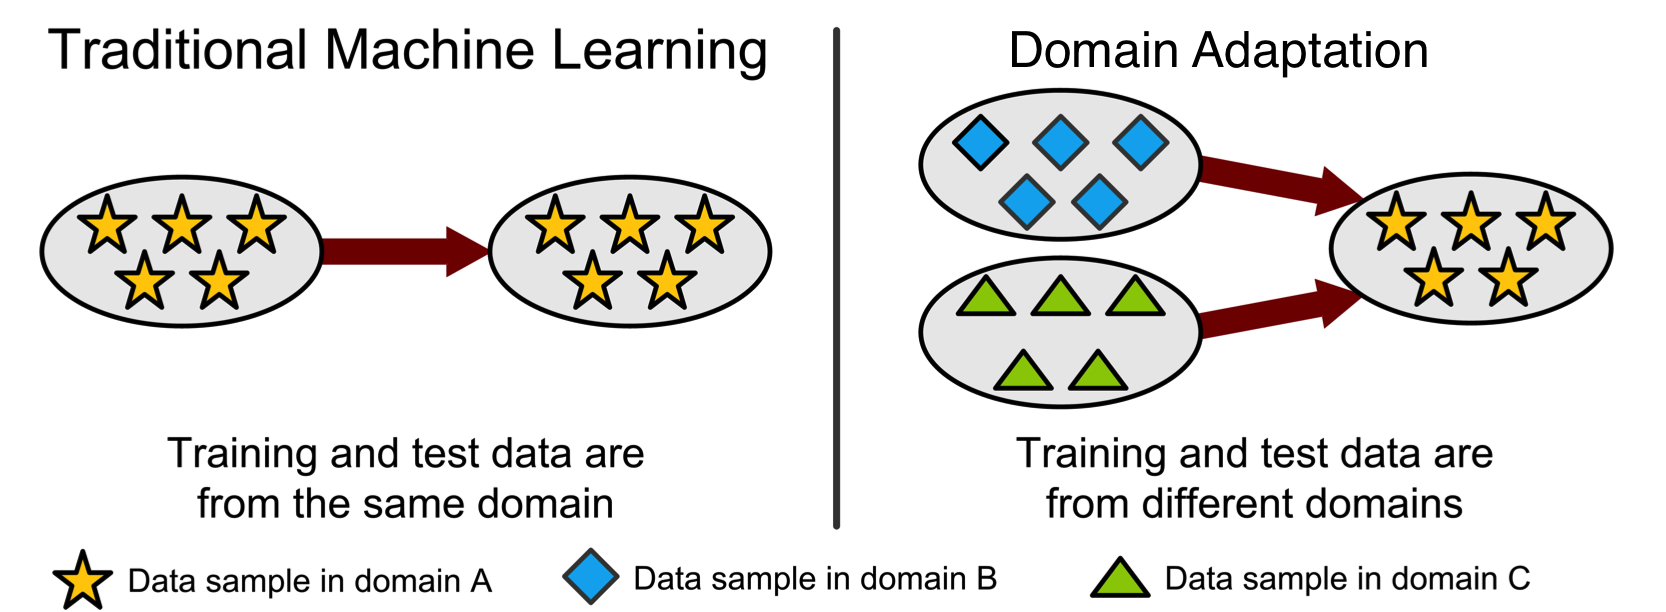 Traditional Machine Learning
Domain Adaptation
Training and test data are
from the same domain
Training and test data are
from different domains
Data sample in domain A
Data sample in domain B
Data sample in domain C